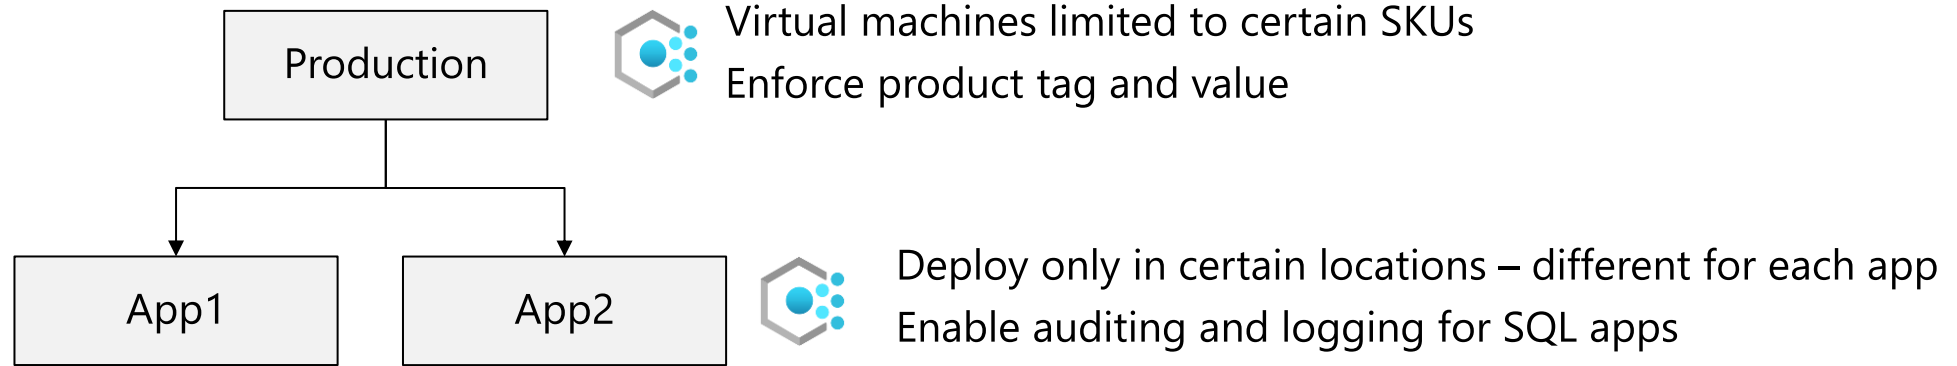 Production
Virtual machines limited to certain SKUs
Enforce product tag and value
App1
App2
Deploy only in certain locations – different for each app
Enable auditing and logging for SQL apps